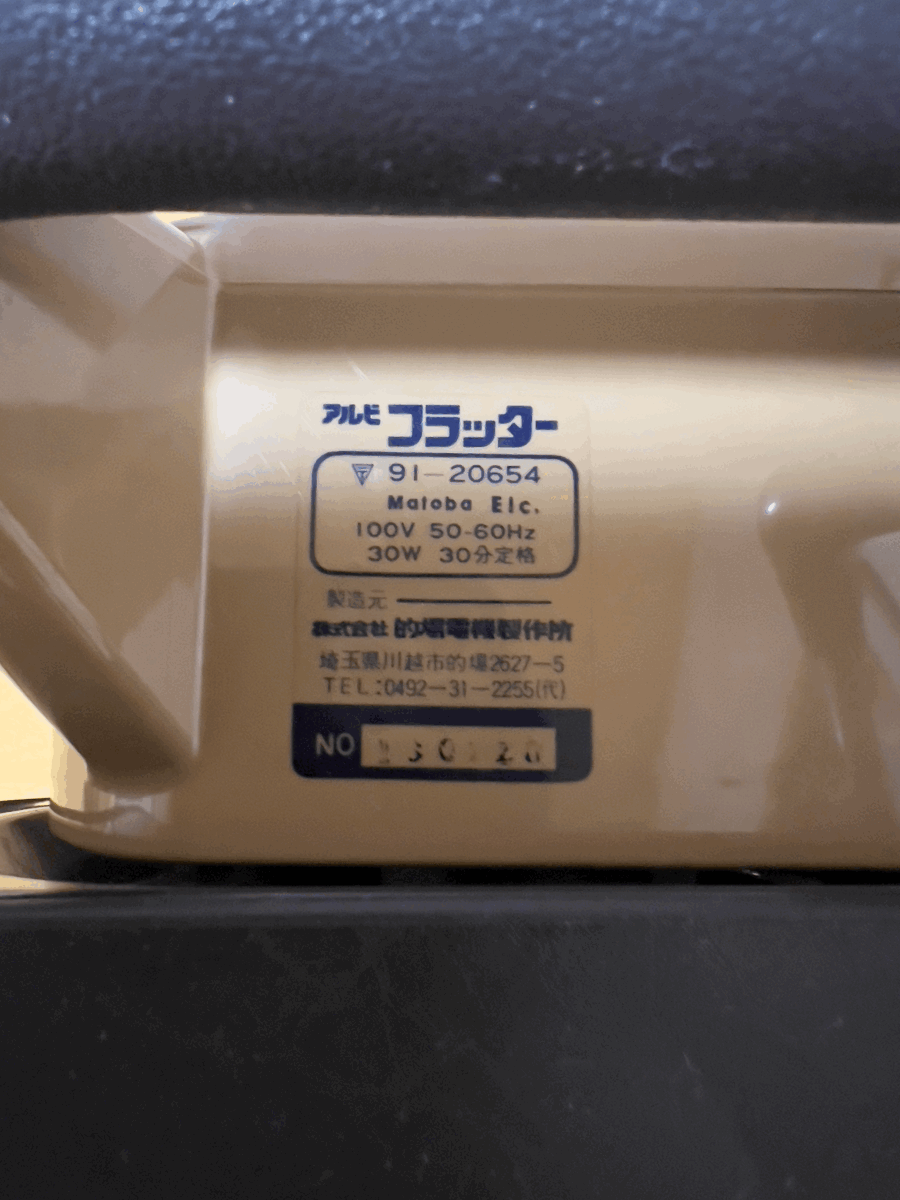 アルビ フラッター
〒 91-20654
Matoba Elc.
100V 50-60Hz
30W 30分定格
製造元
株式会社 的場電機製作所
埼玉県川越市的場2627-5
TEL:0492-31-2255(代)
NO